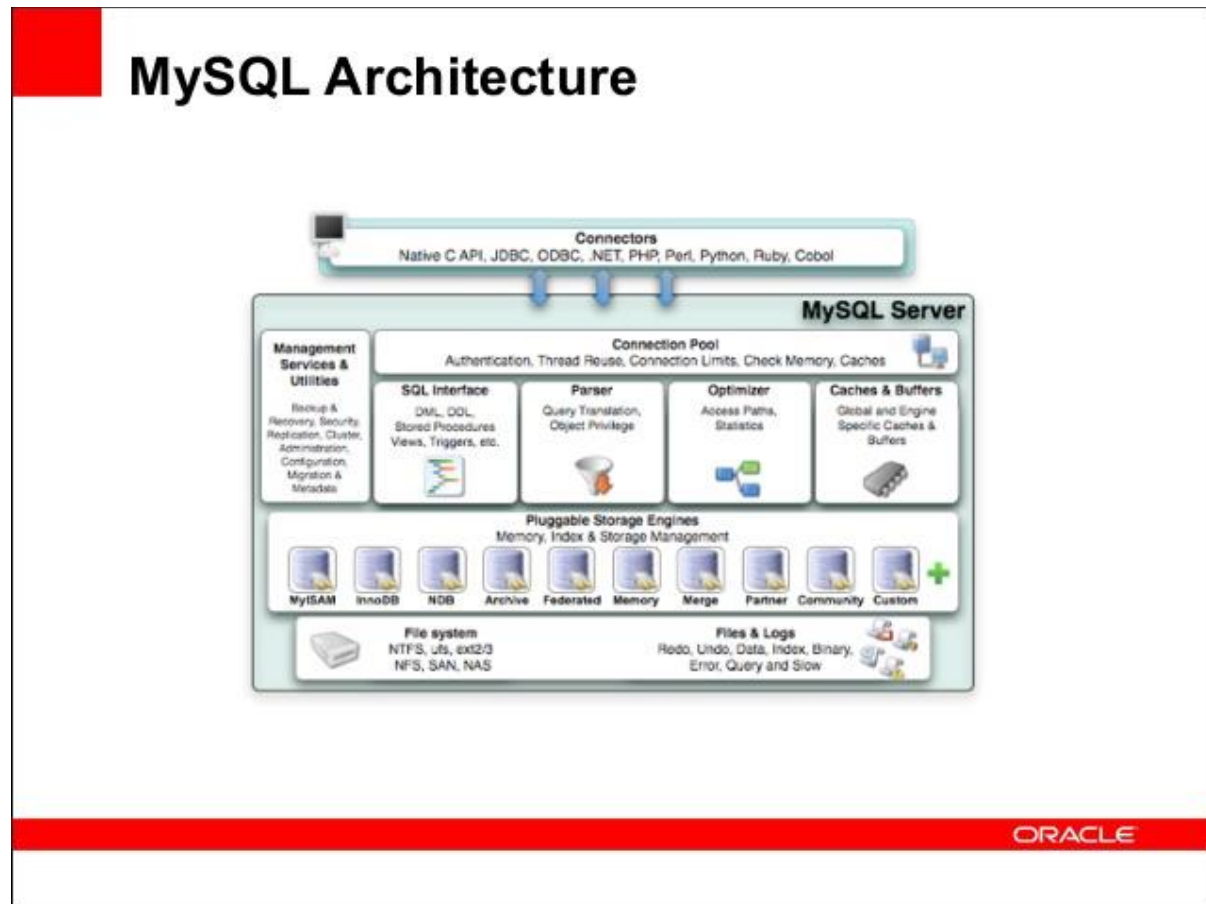 MySQL Architecture
Connectors
Native C API, JDBC, ODBC, .NET, PHP, Perl, Python, Ruby, Cobol
MySQL Server
Management
Services &
Utilities
Backup &
Recovery, Security,
Replication, Cluster,
Administration,
Configuration,
Migration &
Metadata
Connection Pool
Authentication, Thread Reuse, Connection Limits, Check Memory, Caches
SQL Interface
DML, DDL,
Stored Procedures
Views, Triggers, etc.
Parser
Query Translation,
Object Privilege
Optimizer
Access Paths,
Statistics
Caches & Buffers
Global and Engine
Specific Caches &
Buffers
Pluggable Storage Engines
Memory, Index & Storage Management
MyISAM InnoDB NDB Archive Federated Memory Merge Partner Community Custom
File system
NTFS, ufs, ext2/3
NFS, SAN, NAS
Files & Logs
Redo, Undo, Data, Index, Binary,
Error, Query and Slow
ORACLE